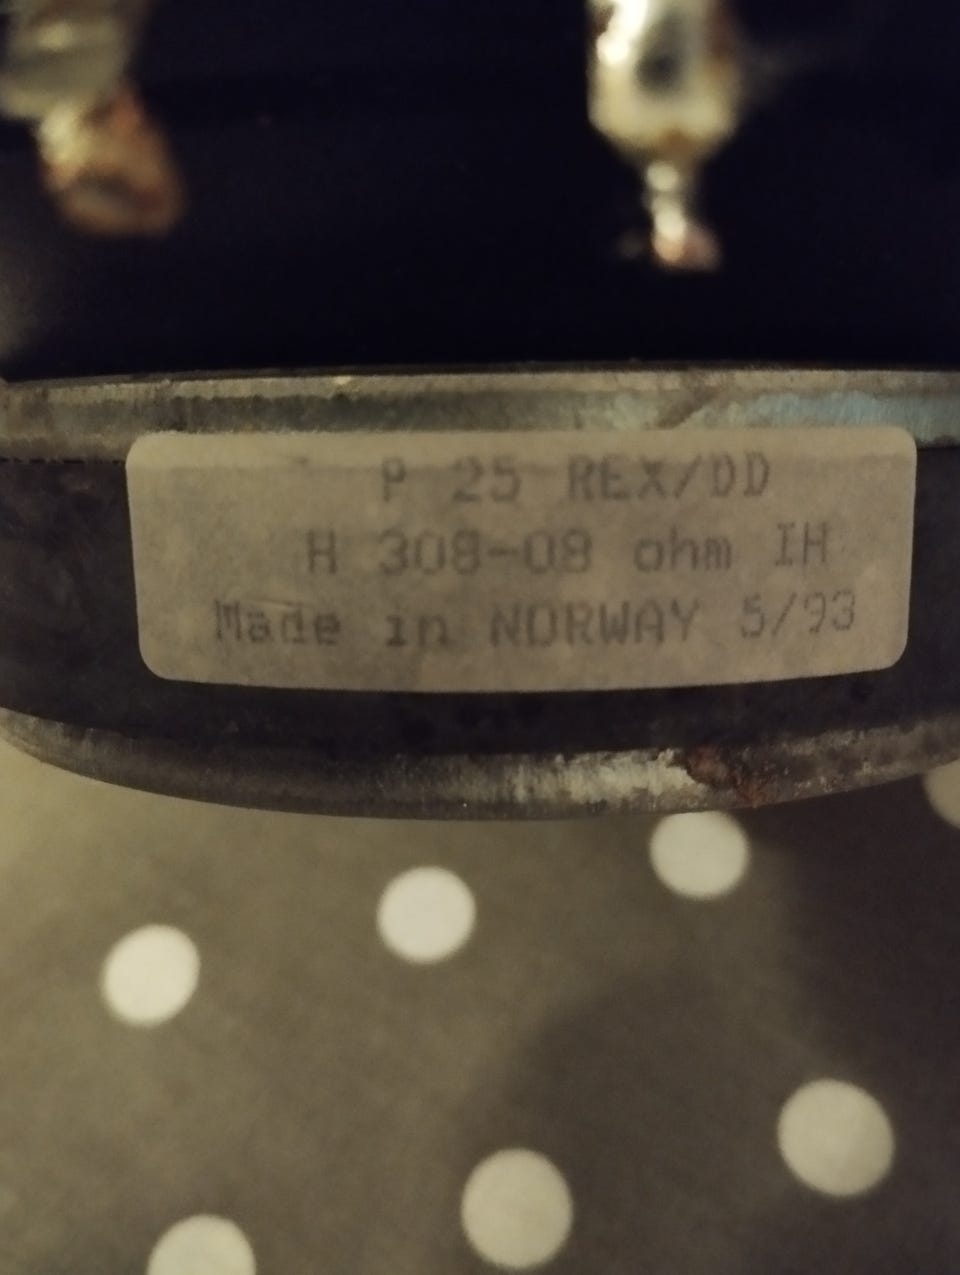 P 25 REX/DD
H 308-08 ohm IH
Made in NORWAY 5/93